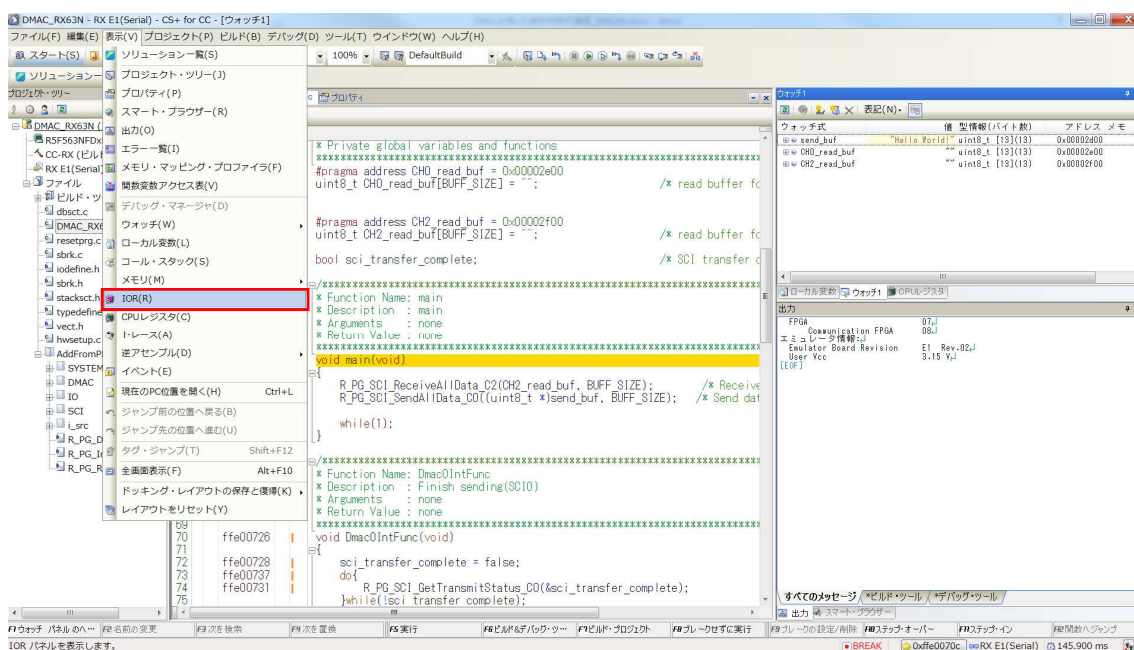 DMAC_RX63N - RX E1(Serial) - CS+ for CC - [ウォッチ1]
ファイル(F) 編集(E) 表示(V) プロジェクト(P) ビルド(B) デバッグ(D) ツール(T) ウインドウ(W) ヘルプ(H)
スタート(S)
100%
DefaultBuild
ソリューション一
プロジェクト・ツリー
DMAC_RX63N (
R5F563NFDx
CC-RX (ビル
RX E1(Serial)
ファイル
ビルド・ツ
dbsct.c
DMAC_RX6
resetprg.c
sbrk.c
iodefine.h
sbrk.h
stacksct.h
typedefine
vect.h
hwsetup.c
AddFromP
SYSTEM
DMAC
IO
SCI
i_src
R_PG_D
R_PG_I
R_PG_R
ソリューション一覧(S)
プロジェクト・ツリー(J)
プロパティ(P)
スマート・ブラウザー(R)
出力(O)
エラー一覧(I)
メモリ・マッピング・プロファイラ(F)
関数変数アクセス表(V)
デバッグ・マネージャ(D)
ウォッチ(W)
ローカル変数(L)
コール・スタック(S)
メモリ(M)
IOR(R)
CPUレジスタ(C)
トレース(A)
逆アセンブル(D)
イベント(E)
現在のPC位置を開く(H) Ctrl+L
ジャンプ前の位置へ戻る(B)
ジャンプ先の位置へ進む(U)
タグ・ジャンプ(T) Shift+F12
全画面表示(F) Alt+F10
ドッキング・レイアウトの保存と復帰(K)
レイアウトをリセット(Y)
プロパティ
* Private global variables and functions
#pragma address CH0_read_buf = 0x00002e00
uint8_t CH0_read_buf[BUFF_SIZE] = ""; /* read buffer fo
#pragma address CH2_read_buf = 0x00002f00
uint8_t CH2_read_buf[BUFF_SIZE] = ""; /* read buffer fo
bool sci_transfer_complete; /* SCI transfer c
* Function Name: main
* Description : main
* Arguments : none
* Return Value : none
void main(void)
{
R_PG_SCI_ReceiveAllData_C2(CH2_read_buf, BUFF_SIZE); /* Receive
R_PG_SCI_SendAllData_C0((uint8_t *)send_buf, BUFF_SIZE); /* Send dat
while(1);
}
* Function Name: Dmac0IntFunc
* Description : Finish sending(SCI0)
* Arguments : none
* Return Value : none
69
70 ffe00726 void Dmac0IntFunc(void)
71 {
72 ffe00728 sci_transfer_complete = false;
73 ffe00737 do{
74 ffe00731 R_PG_SCI_GetTransmitStatus_C0(&sci_transfer_complete);
75 }while(!sci_transfer_complete);
ウォッチ1
表記(N)
ウォッチ式 値 型情報(バイト数) アドレス メモ
send_buf "Hello World!" uint8_t [13](13) 0x00002d00
CH0_read_buf "" uint8_t [13](13) 0x00002e00
CH2_read_buf "" uint8_t [13](13) 0x00002f00
ローカル変数 ウォッチ1 CPUレジスタ
出力
FPGA 07
Communication FPGA 08
エミュレータ情報:
Emulator Board Revision E1 Rev.02
User Vcc 3.15 V
[EOF]
すべてのメッセージ *ビルド・ツール *デバッグ・ツール
出力 スマート・ブラウザー
F1ウォッチ パネル のヘ… F2名前の変更 F3次を検索 F4次を置換 F5実行 F6ビルド&デバッグ・ツ… F7ビルド・プロジェクト F8ブレークせずに実行 F9ブレークの設定/削除 F10ステップ・オーバー F11ステップ・イン F12関数へジャンプ
IOR パネルを表示します。
BREAK 0xffe0070c RX E1(Serial) 145.900 ms